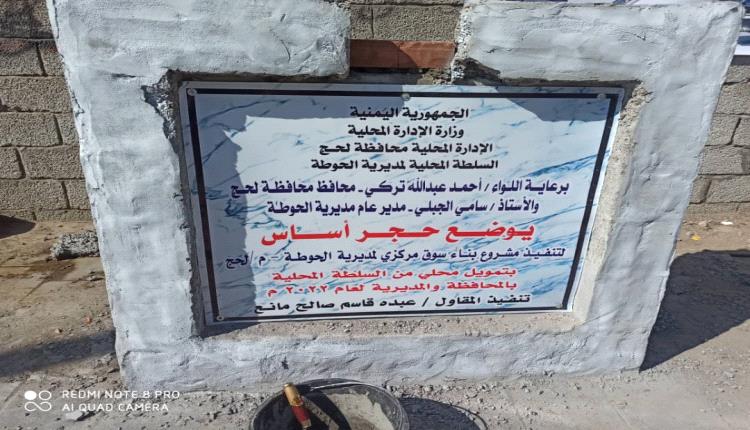 الجمهورية اليمنية
وزارة الإدارة المحلية
الإدارة المحلية محافظة لحج
السلطة المحلية لمديرية الحوطة
برعاية اللواء / أحمد عبدالله تركي - محافظ محافظة لحج
والأستاذ / سامي الجبلي - مدير عام مديرية الحوطة
يوضع حجر أساس
لتنفيذ مشروع بناء سوق مركزي لمديرية الحوطة - م / لحج
بتمويل محلي من السلطة المحلية
بالمحافظة والمديرية لعام ٢٠٢٢ م
تنفيذ المقاول / عبده قاسم صالح مانع
REDMI NOTE 8 PRO
AI QUAD CAMERA